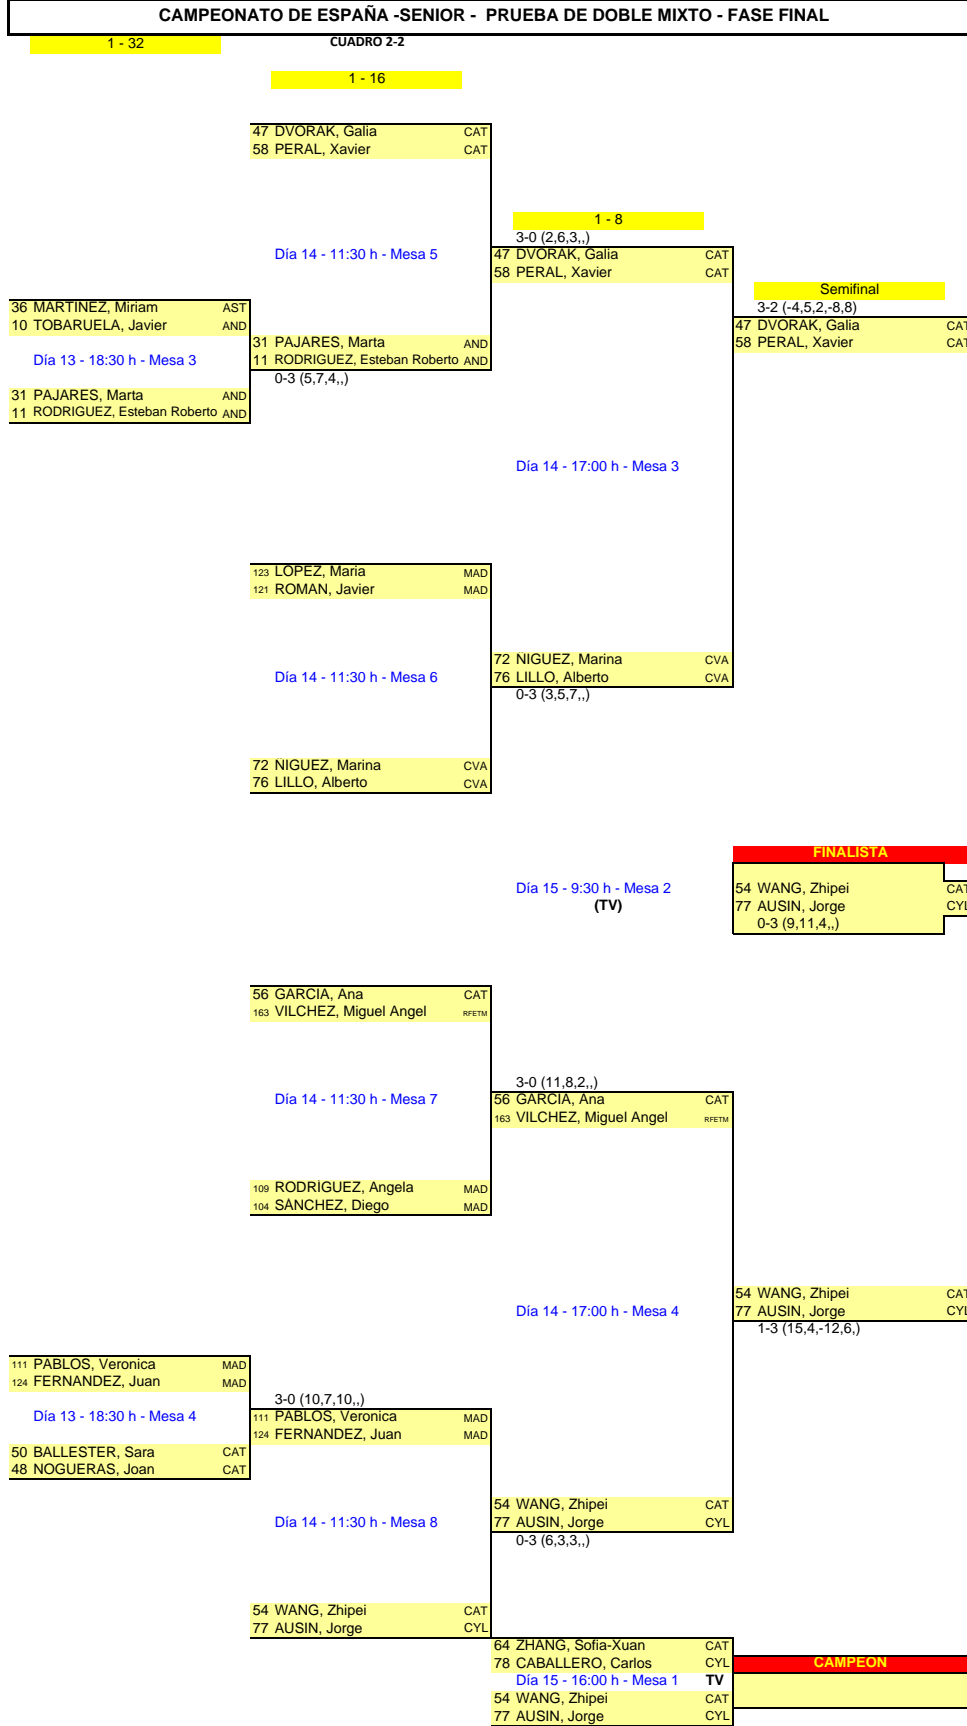 CAMPEONATO DE ESPAÑA -SENIOR -  PRUEBA DE DOBLE MIXTO - FASE FINAL
1 - 32
CUADRO 2-2
1 - 16
47 DVORAK, Galia CAT
58 PERAL, Xavier CAT
1 - 8
3-0 (2,6,3,,)
Día 14 - 11:30 h - Mesa 5
47 DVORAK, Galia CAT
58 PERAL, Xavier CAT
Semifinal
3-2 (-4,5,2,-8,8)
36 MARTINEZ, Miriam AST
10 TOBARUELA, Javier AND
47 DVORAK, Galia CAT
58 PERAL, Xavier CAT
Día 13 - 18:30 h - Mesa 3
31 PAJARES, Marta AND
11 RODRIGUEZ, Esteban Roberto AND
0-3 (5,7,4,,)
31 PAJARES, Marta AND
11 RODRIGUEZ, Esteban Roberto AND
Día 14 - 17:00 h - Mesa 3
123 LOPEZ, Maria MAD
121 ROMAN, Javier MAD
Día 14 - 11:30 h - Mesa 6
72 ÑIGUEZ, Marina CVA
76 LILLO, Alberto CVA
0-3 (3,5,7,,)
72 ÑIGUEZ, Marina CVA
76 LILLO, Alberto CVA
FINALISTA
Día 15 - 9:30 h - Mesa 2
(TV)
54 WANG, Zhipei CAT
77 AUSIN, Jorge CYL
0-3 (9,11,4,,)
56 GARCIA, Ana CAT
163 VILCHEZ, Miguel Angel RFETM
3-0 (11,8,2,,)
Día 14 - 11:30 h - Mesa 7
56 GARCIA, Ana CAT
163 VILCHEZ, Miguel Angel RFETM
109 RODRÍGUEZ, Angela MAD
104 SÁNCHEZ, Diego MAD
Día 14 - 17:00 h - Mesa 4
54 WANG, Zhipei CAT
77 AUSIN, Jorge CYL
1-3 (15,4,-12,6,)
111 PABLOS, Veronica MAD
124 FERNANDEZ, Juan MAD
3-0 (10,7,10,,)
Día 13 - 18:30 h - Mesa 4
111 PABLOS, Veronica MAD
124 FERNANDEZ, Juan MAD
50 BALLESTER, Sara CAT
48 NOGUERAS, Joan CAT
54 WANG, Zhipei CAT
77 AUSIN, Jorge CYL
0-3 (6,3,3,,)
Día 14 - 11:30 h - Mesa 8
54 WANG, Zhipei CAT
77 AUSIN, Jorge CYL
64 ZHANG, Sofia-Xuan CAT
78 CABALLERO, Carlos CYL
CAMPEON
Día 15 - 16:00 h - Mesa 1 TV
54 WANG, Zhipei CAT
77 AUSIN, Jorge CYL